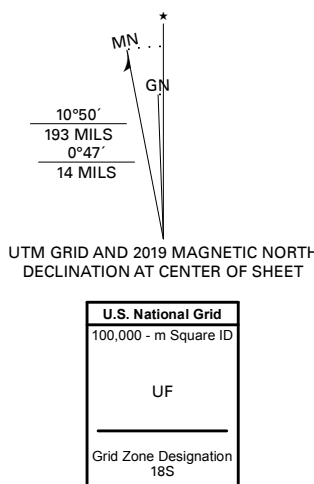 ★
MN
GN
10°50´
193 MILS
0°47´
14 MILS
UTM GRID AND 2019 MAGNETIC NORTH
DECLINATION AT CENTER OF SHEET
U.S. National Grid
100,000 - m Square ID
UF
Grid Zone Designation
18S